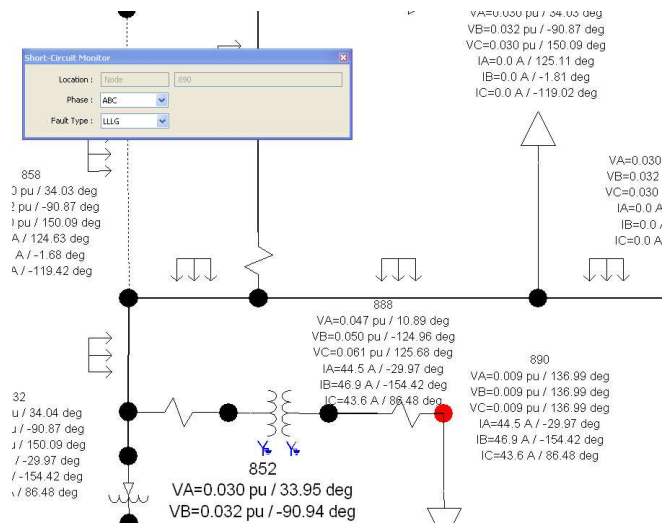 VA=0.030 pu / 34.03 deg
VB=0.032 pu / -90.87 deg
VC=0.030 pu / 150.09 deg
IA=0.0 A / 125.11 deg
IB=0.0 A / -1.81 deg
IC=0.0 A / -119.02 deg
Short-Circuit Monitor
Location : Node 890
Phase : ABC
Fault Type : LLLG
VA=0.030
VB=0.032
VC=0.030
IA=0.0 A
IB=0.0
IC=0.0 A
858
0 pu / 34.03 deg
2 pu / -90.87 deg
0 pu / 150.09 deg
A / 124.63 deg
A / -1.68 deg
A / -119.42 deg
888
VA=0.047 pu / 10.89 deg
VB=0.050 pu / -124.96 deg
VC=0.061 pu / 125.68 deg
IA=44.5 A / -29.97 deg
IB=46.9 A / -154.42 deg
IC=43.6 A / 86.48 deg
890
VA=0.009 pu / 136.99 deg
VB=0.009 pu / 136.99 deg
VC=0.009 pu / 136.99 deg
IA=44.5 A / -29.97 deg
IB=46.9 A / -154.42 deg
IC=43.6 A / 86.48 deg
32
u / 34.04 deg
/ -90.87 deg
/ 150.09 deg
/ -29.97 deg
/ -154.42 deg
/ 86.48 deg
852
VA=0.030 pu / 33.95 deg
VB=0.032 pu / -90.94 deg